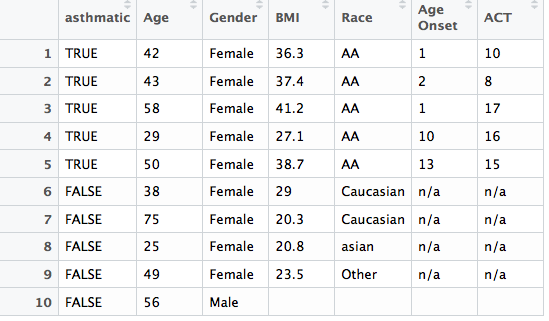 asthmatic Age Gender BMI Race Age Onset ACT
1 TRUE 42 Female 36.3 AA 1 10
2 TRUE 43 Female 37.4 AA 2 8
3 TRUE 58 Female 41.2 AA 1 17
4 TRUE 29 Female 27.1 AA 10 16
5 TRUE 50 Female 38.7 AA 13 15
6 FALSE 38 Female 29 Caucasian n/a n/a
7 FALSE 75 Female 20.3 Caucasian n/a n/a
8 FALSE 25 Female 20.8 asian n/a n/a
9 FALSE 49 Female 23.5 Other n/a n/a
10 FALSE 56 Male